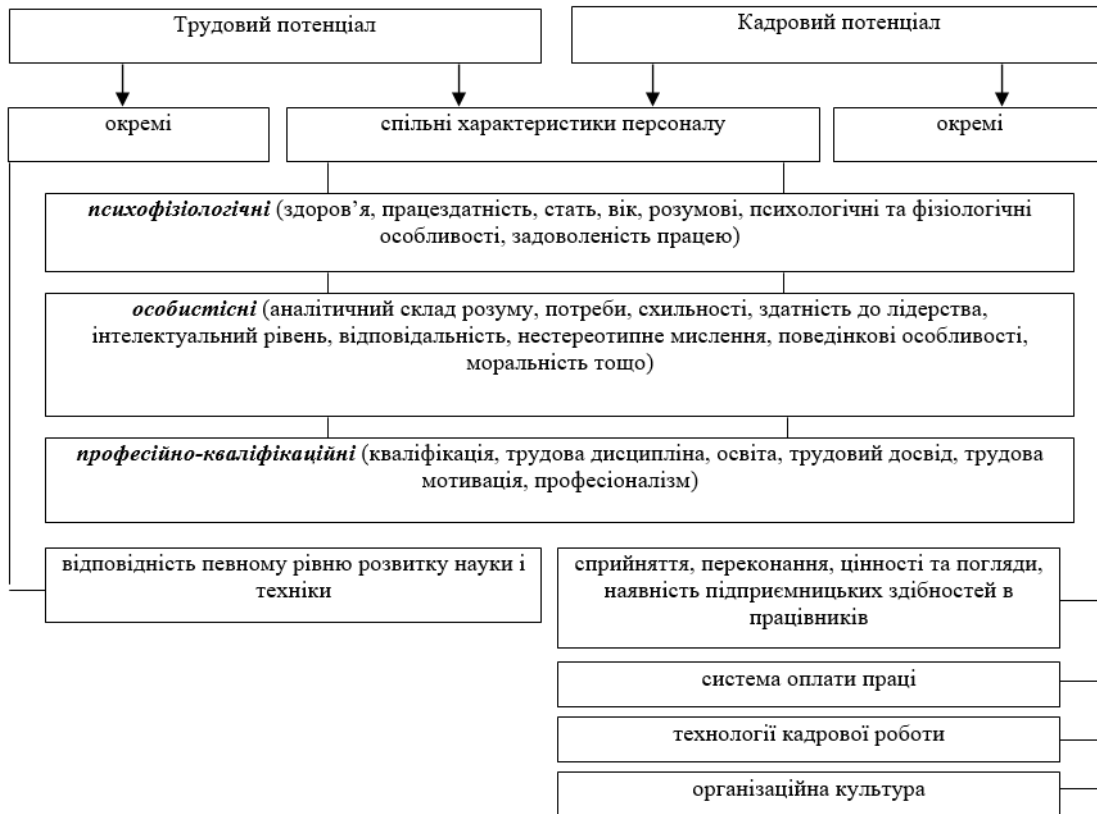 Трудовий потенціал
Кадровий потенціал
окремі
спільні характеристики персоналу
окремі
психофізіологічні (здоров’я, працездатність, стать, вік, розумові, психологічні та фізіологічні
особливості, задоволеність працею)
особистісні (аналітичний склад розуму, потреби, схильності, здатність до лідерства,
інтелектуальний рівень, відповідальність, нестереотипне мислення, поведінкові особливості,
моральність тощо)
професійно-кваліфікаційні (кваліфікація, трудова дисципліна, освіта, трудовий досвід, трудова
мотивація, професіоналізм)
відповідність певному рівню розвитку науки і
техніки
сприйняття, переконання, цінності та погляди,
наявність підприємницьких здібностей в
працівників
система оплати праці
технології кадрової роботи
організаційна культура